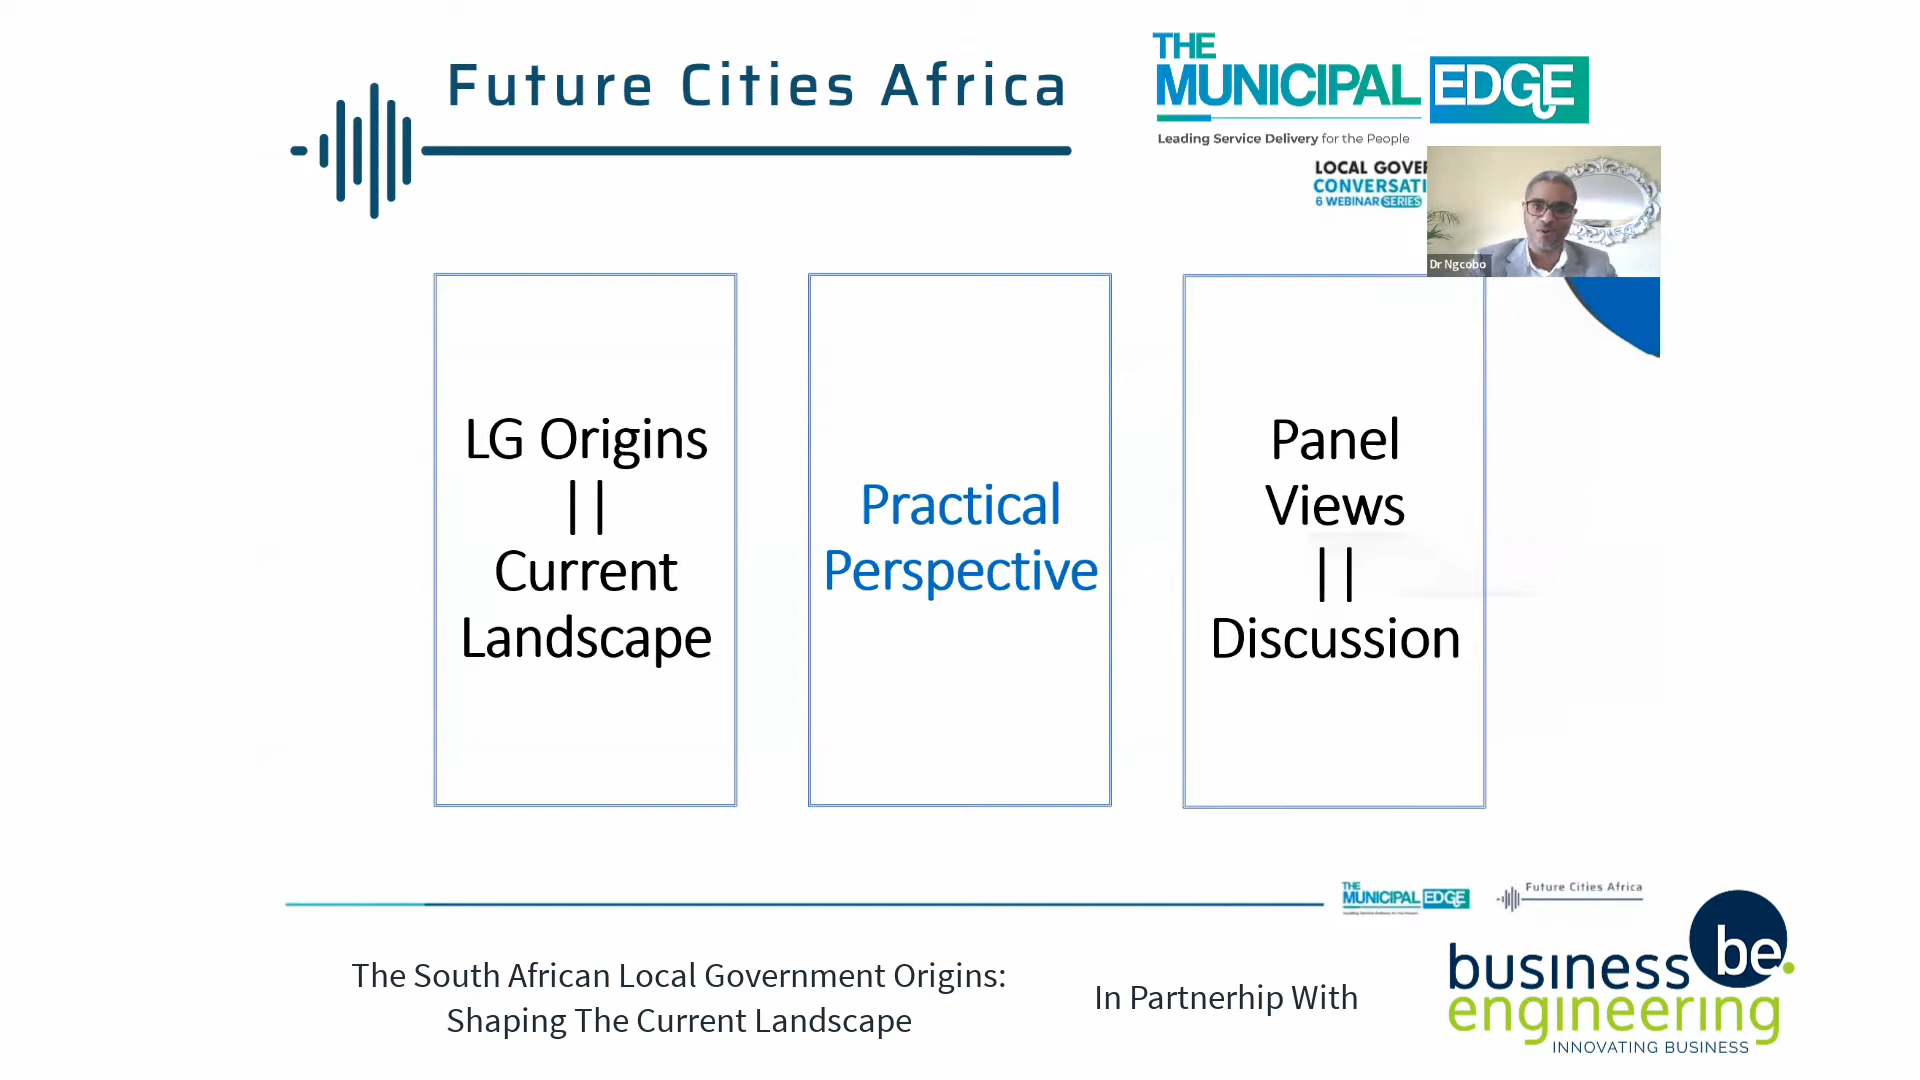 Future Cities Africa
THE
MUNICIPAL EDGE
Leading Service Delivery for the People
LOCAL GOVER
CONVERSATI
6 WEBINAR SERIES
Dr Ngcobo
LG Origins
||
Current
Landscape
Practical
Perspective
Panel
Views
||
Discussion
THE
MUNICIPAL EDGE
Future Cities Africa
The South African Local Government Origins:
Shaping The Current Landscape
In Partnerhip With
be.
business
engineering
INNOVATING BUSINESS